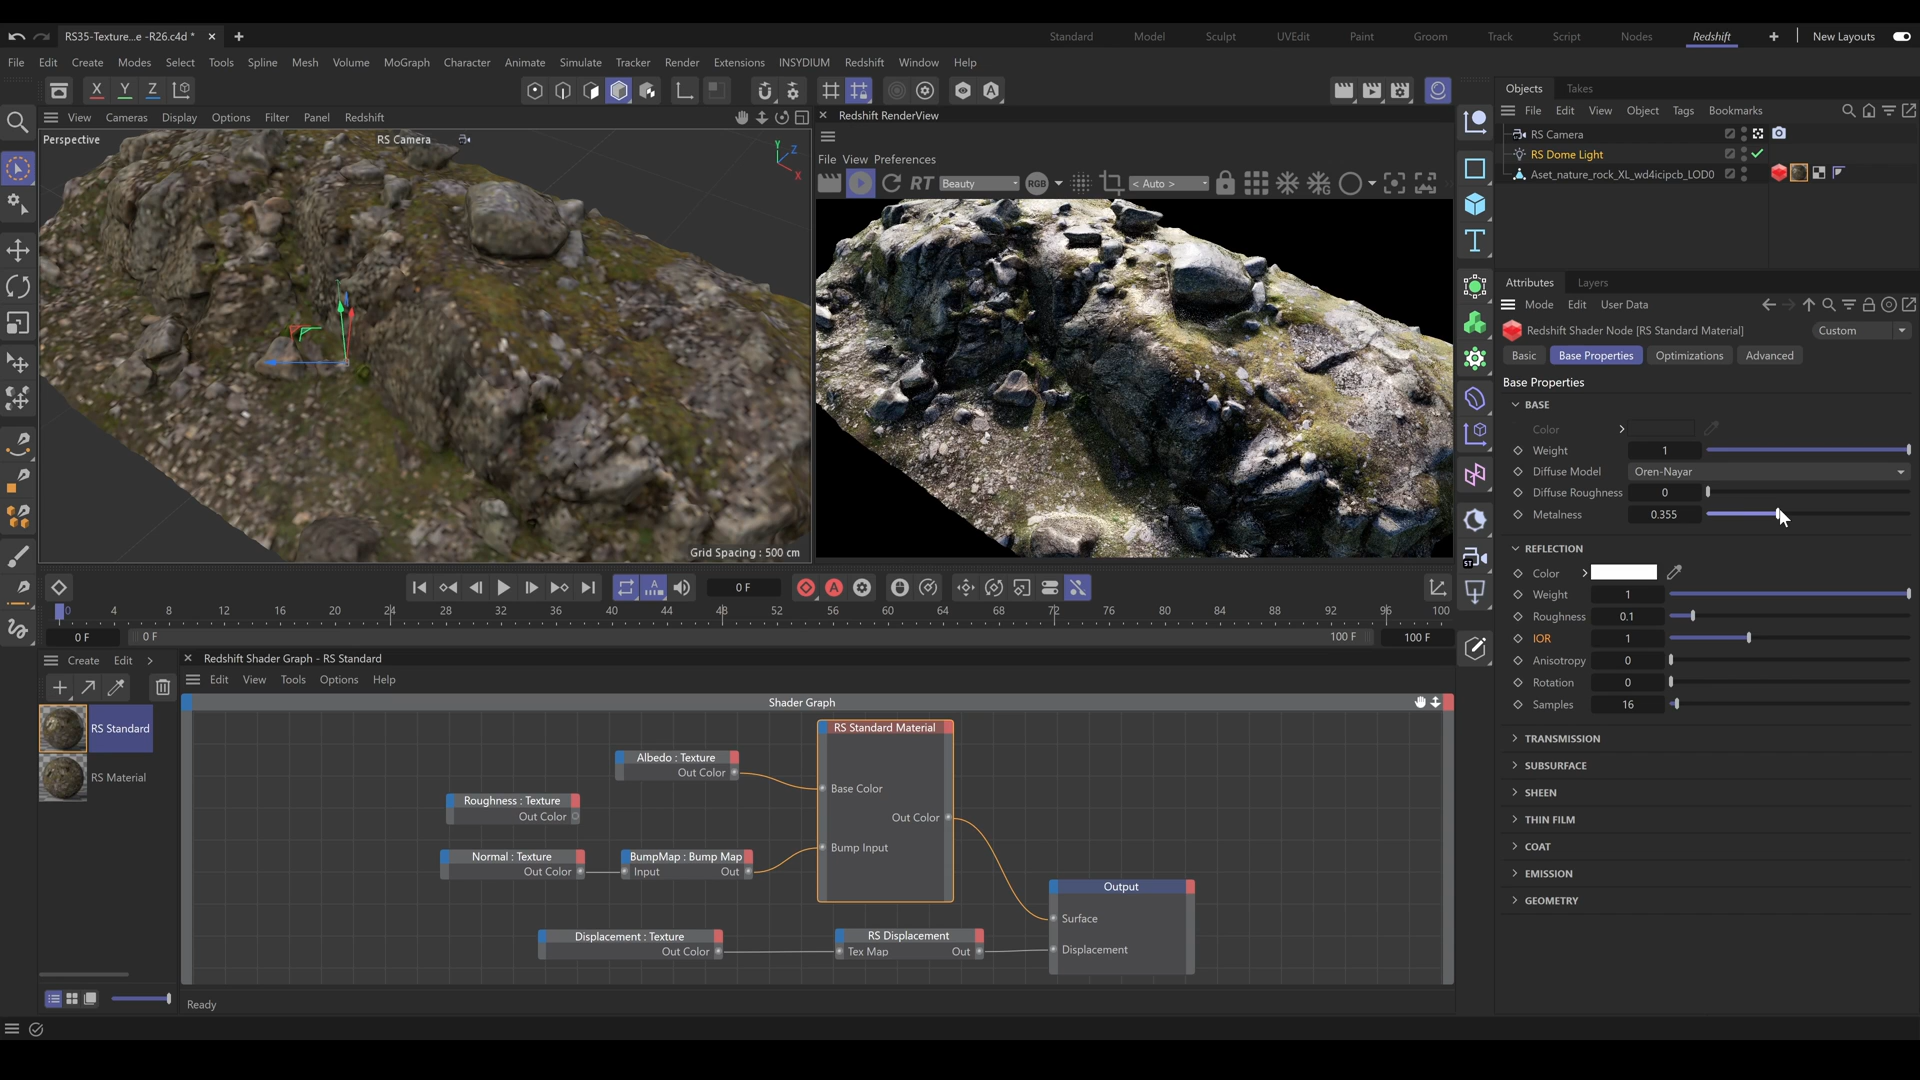 RS35-Texture...e -R26.c4d *
Standard
Model
Sculpt
UVEdit
Paint
Groom
Track
Script
Nodes
Redshift
New Layouts
File Edit Create Modes Select Tools Spline Mesh Volume MoGraph Character Animate Simulate Tracker Render Extensions INSYDIUM Redshift Window Help
X Y Z
View Cameras Display Options Filter Panel Redshift
Perspective
RS Camera
Y
Z
X
Grid Spacing : 500 cm
Redshift RenderView
File View Preferences
RT
Beauty
RGB
< Auto >
0 F
0 4 8 12 16 20 24 28 32 36 40 44 48 52 56 60 64 68 72 76 80 84 88 92 96 100
0 F
0 F
100 F
100 F
Create Edit
RS Standard
RS Material
Redshift Shader Graph - RS Standard
Edit View Tools Options Help
Shader Graph
RS Standard Material
Base Color
Out Color
Bump Input
Albedo : Texture
Out Color
Roughness : Texture
Out Color
Normal : Texture
Out Color
BumpMap : Bump Map
Input
Out
Displacement : Texture
Out Color
RS Displacement
Tex Map
Out
Output
Surface
Displacement
Ready
ST
Objects
Takes
File Edit View Object Tags Bookmarks
RS Camera
RS Dome Light
Aset_nature_rock_XL_wd4icipcb_LOD0
Attributes
Layers
Mode Edit User Data
Redshift Shader Node [RS Standard Material]
Custom
Basic
Base Properties
Optimizations
Advanced
Base Properties
BASE
Color
Weight 1
Diffuse Model Oren-Nayar
Diffuse Roughness 0
Metalness 0.355
REFLECTION
Color
Weight 1
Roughness 0.1
IOR 1
Anisotropy 0
Rotation 0
Samples 16
TRANSMISSION
SUBSURFACE
SHEEN
THIN FILM
COAT
EMISSION
GEOMETRY